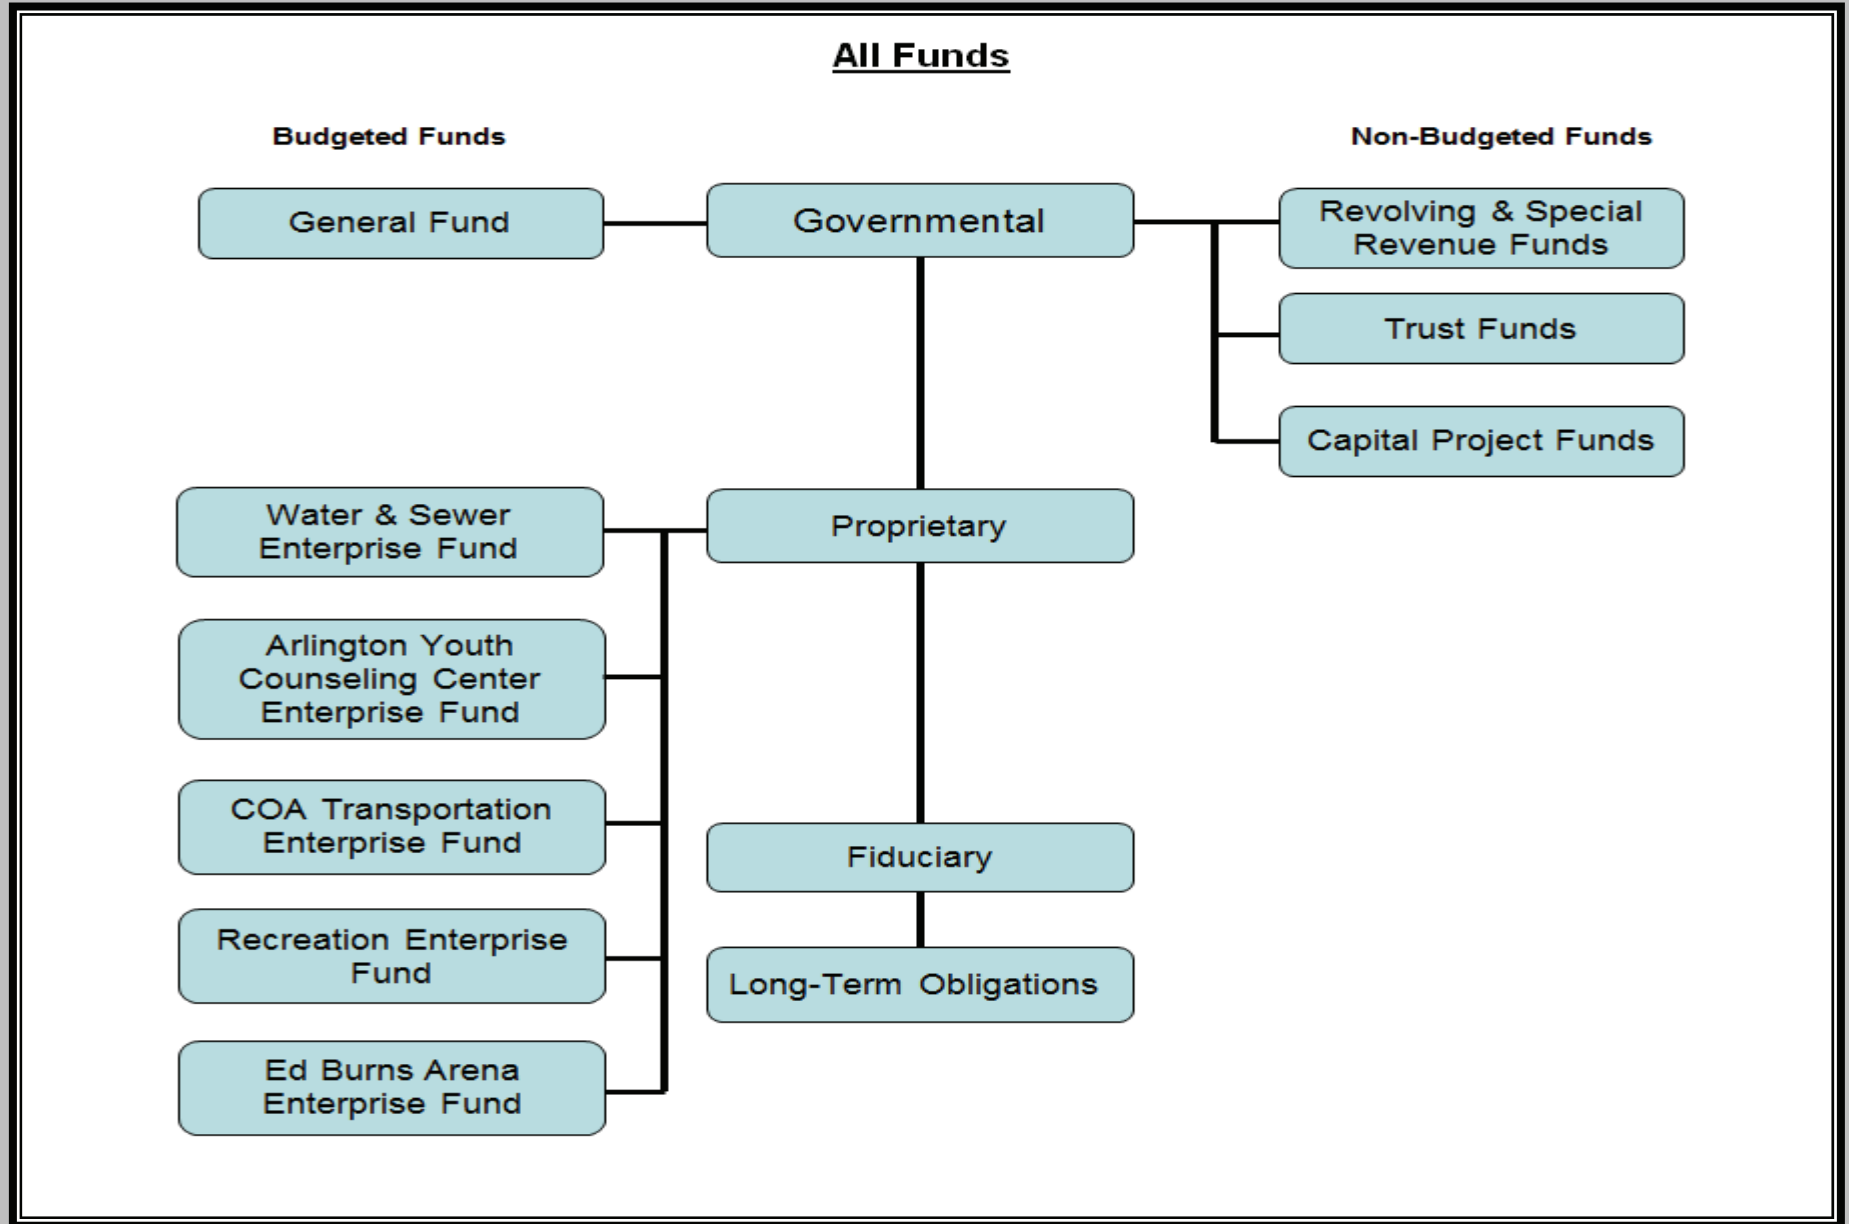 All Funds
Budgeted Funds
Non-Budgeted Funds
General Fund
Governmental
Revolving & Special
Revenue Funds
Trust Funds
Capital Project Funds
Water & Sewer
Enterprise Fund
Proprietary
Arlington Youth
Counseling Center
Enterprise Fund
COA Transportation
Enterprise Fund
Fiduciary
Recreation Enterprise
Fund
Long-Term Obligations
Ed Burns Arena
Enterprise Fund